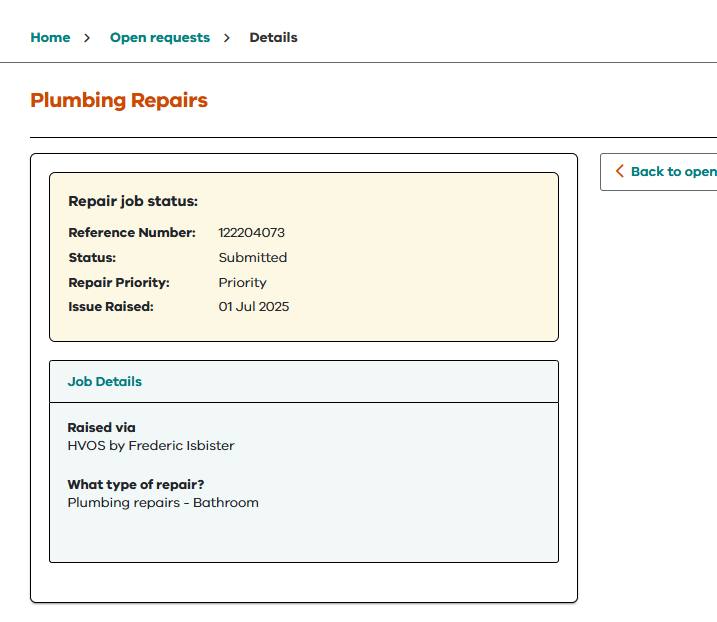 Home > Open requests > Details
Plumbing Repairs
Back to open
Repair job status:
Reference Number: 122204073
Status: Submitted
Repair Priority: Priority
Issue Raised: 01 Jul 2025
Job Details
Raised via
HVOS by Frederic Isbister
What type of repair?
Plumbing repairs - Bathroom